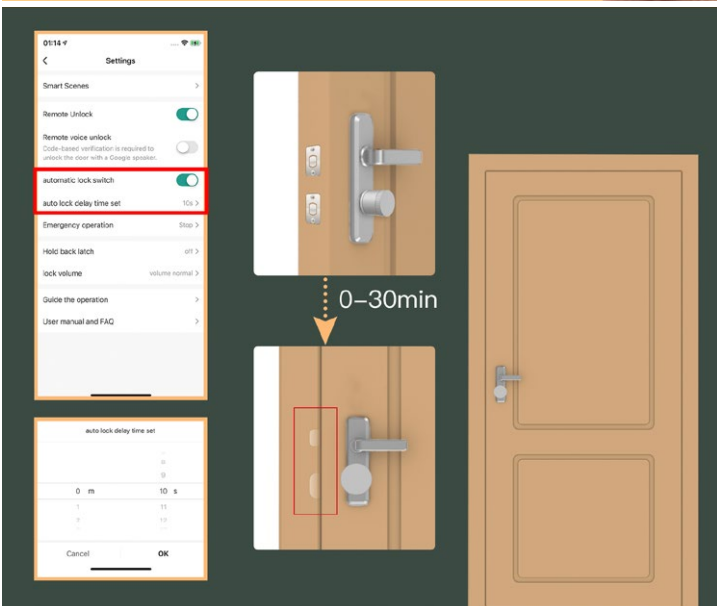 01:14
Settings
Smart Scenes
Remote Unlock
Remote voice unlock
Code-based verification is required to
unlock the door with a Google speaker.
automatic lock switch
auto lock delay time set 10s
Emergency operation Stop
Hold back latch off
lock volume volume normal
Guide the operation
User manual and FAQ
0-30min
auto lock delay time set
9
0 m 10 s
1 11
Cancel OK